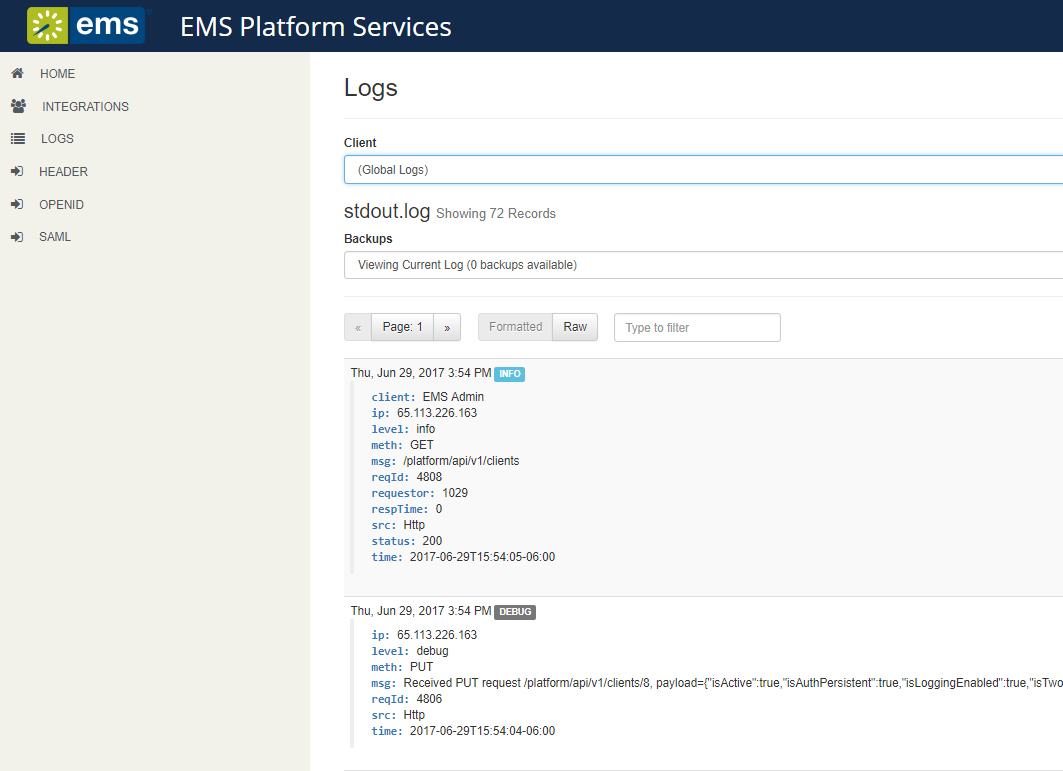 ems
EMS Platform Services
HOME
INTEGRATIONS
LOGS
HEADER
OPENID
SAML
Logs
Client
(Global Logs)
stdout.log Showing 72 Records
Backups
Viewing Current Log (0 backups available)
« Page: 1 » Formatted Raw Type to filter
Thu, Jun 29, 2017 3:54 PM INFO
client: EMS Admin
ip: 65.113.226.163
level: info
meth: GET
msg: /platform/api/v1/clients
reqId: 4808
requestor: 1029
respTime: 0
src: Http
status: 200
time: 2017-06-29T15:54:05-06:00
Thu, Jun 29, 2017 3:54 PM DEBUG
ip: 65.113.226.163
level: debug
meth: PUT
msg: Received PUT request /platform/api/v1/clients/8, payload={"isActive":true,"isAuthPersistent":true,"isLoggingEnabled":true,"isTwo
reqId: 4806
src: Http
time: 2017-06-29T15:54:04-06:00